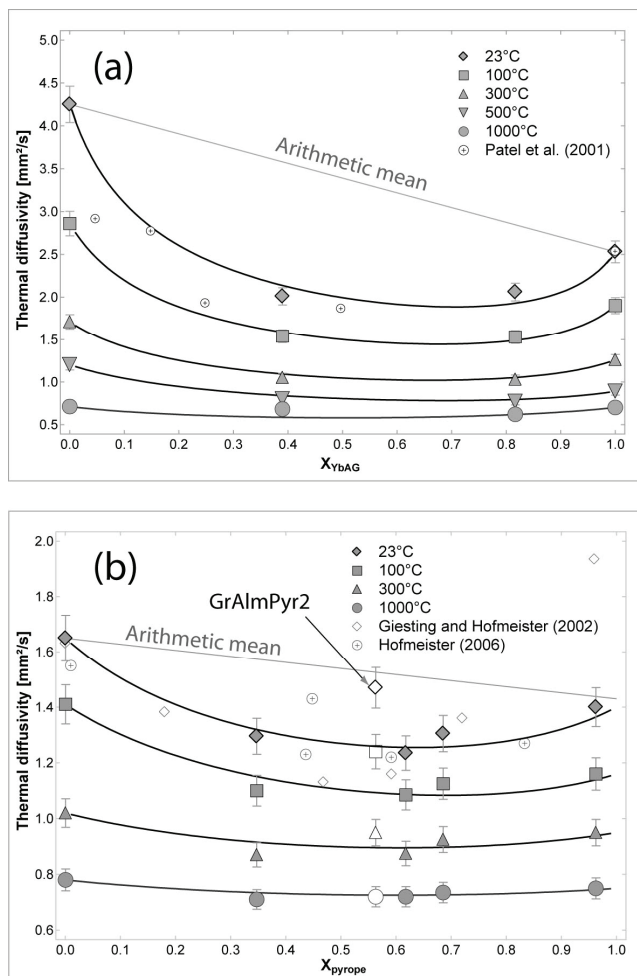 (a)
23°C
100°C
300°C
500°C
1000°C
Patel et al. (2001)
Arithmetic mean
Thermal diffusivity [mm²/s]
5.0
4.5
4.0
3.5
3.0
2.5
2.0
1.5
1.0
0.5
0.0 0.1 0.2 0.3 0.4 0.5 0.6 0.7 0.8 0.9 1.0
XYbAG
(b)
23°C
100°C
300°C
1000°C
Giesting and Hofmeister (2002)
Hofmeister (2006)
GrAlmPyr2
Arithmetic mean
Thermal diffusivity [mm²/s]
2.0
1.8
1.6
1.4
1.2
1.0
0.8
0.6
0.0 0.1 0.2 0.3 0.4 0.5 0.6 0.7 0.8 0.9 1.0
Xpyrope